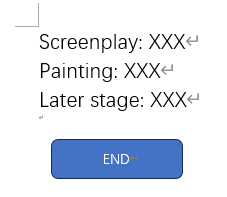 Screenplay: XXX
Painting: XXX
Later stage: XXX
END